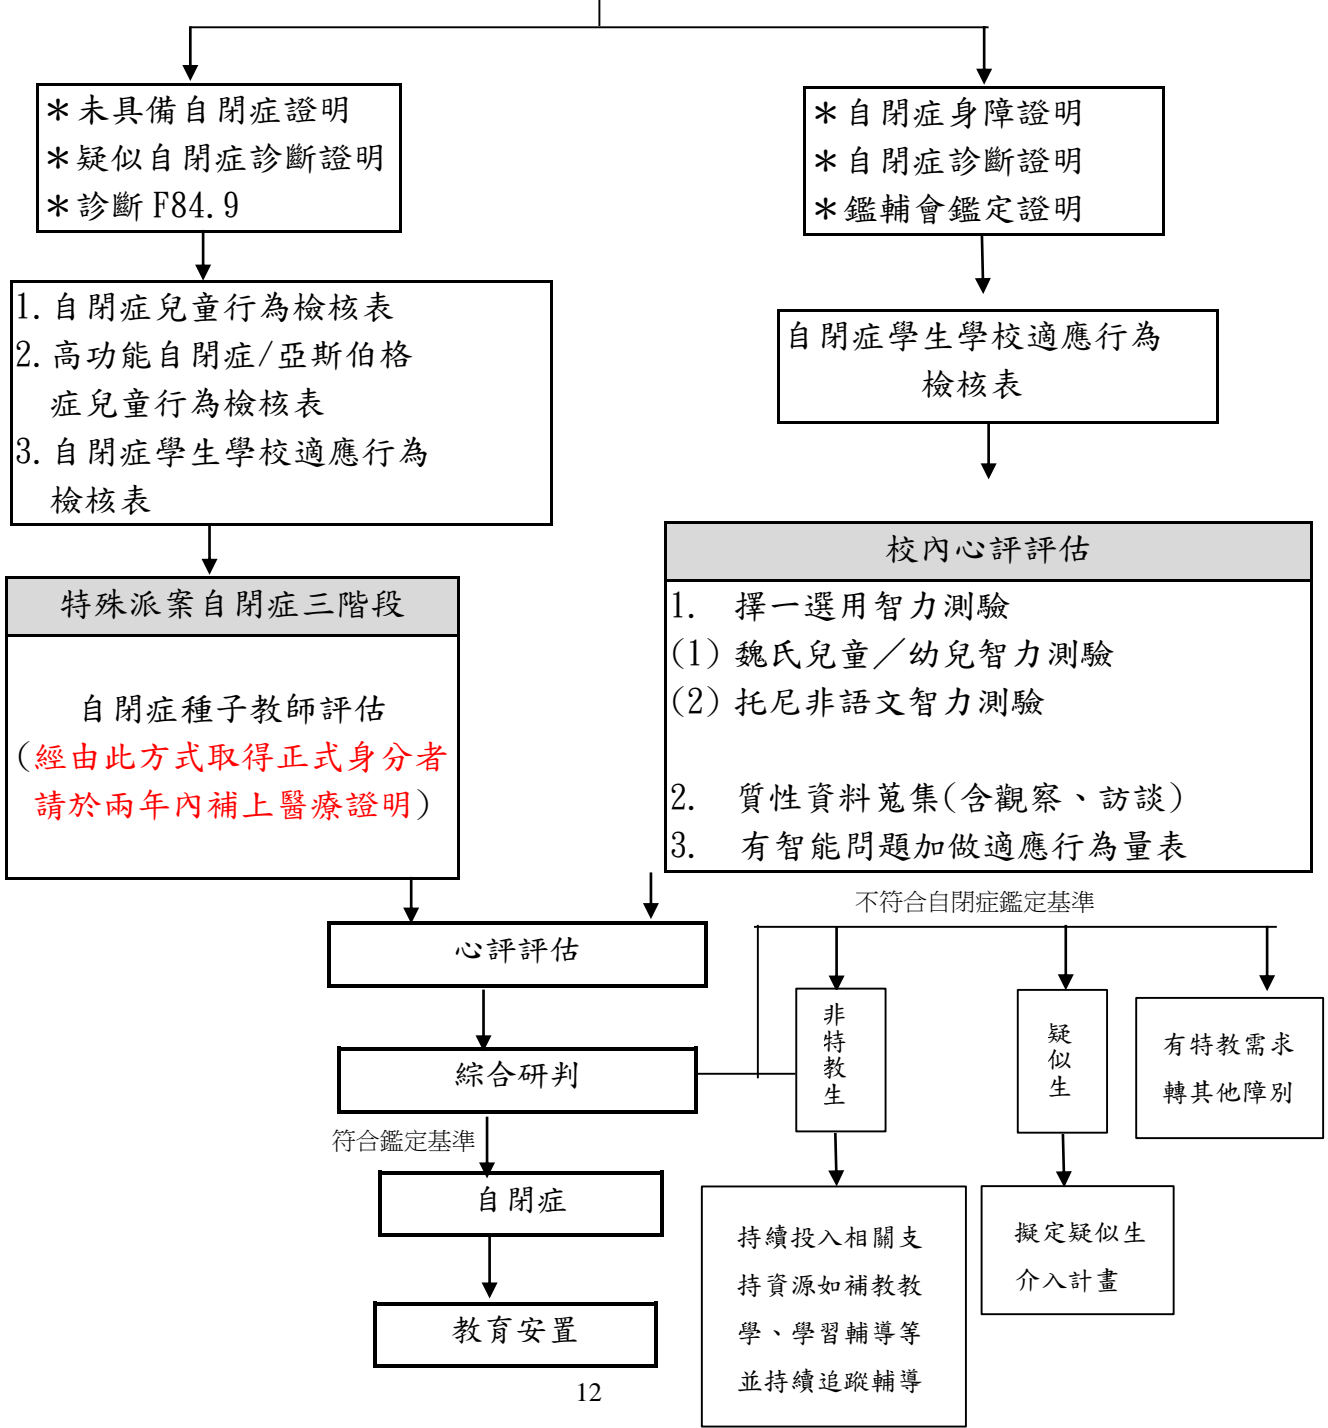 ＊未具備自閉症證明
＊疑似自閉症診斷證明
＊診斷 F84.9
＊自閉症身障證明
＊自閉症診斷證明
＊鑑輔會鑑定證明
1.自閉症兒童行為檢核表
2.高功能自閉症/亞斯伯格
症兒童行為檢核表
3.自閉症學生學校適應行為
檢核表
自閉症學生學校適應行為
檢核表
特殊派案自閉症三階段
自閉症種子教師評估
(經由此方式取得正式身分者
請於兩年內補上醫療證明)
校內心評評估
1. 擇一選用智力測驗
(1)魏氏兒童／幼兒智力測驗
(2)托尼非語文智力測驗
2. 質性資料蒐集(含觀察、訪談)
3. 有智能問題加做適應行為量表
不符合自閉症鑑定基準
心評評估
綜合研判
非
特
教
生
疑
似
生
有特教需求
轉其他障別
符合鑑定基準
自閉症
教育安置
持續投入相關支
持資源如補教教
學、學習輔導等
並持續追蹤輔導
擬定疑似生
介入計畫
12